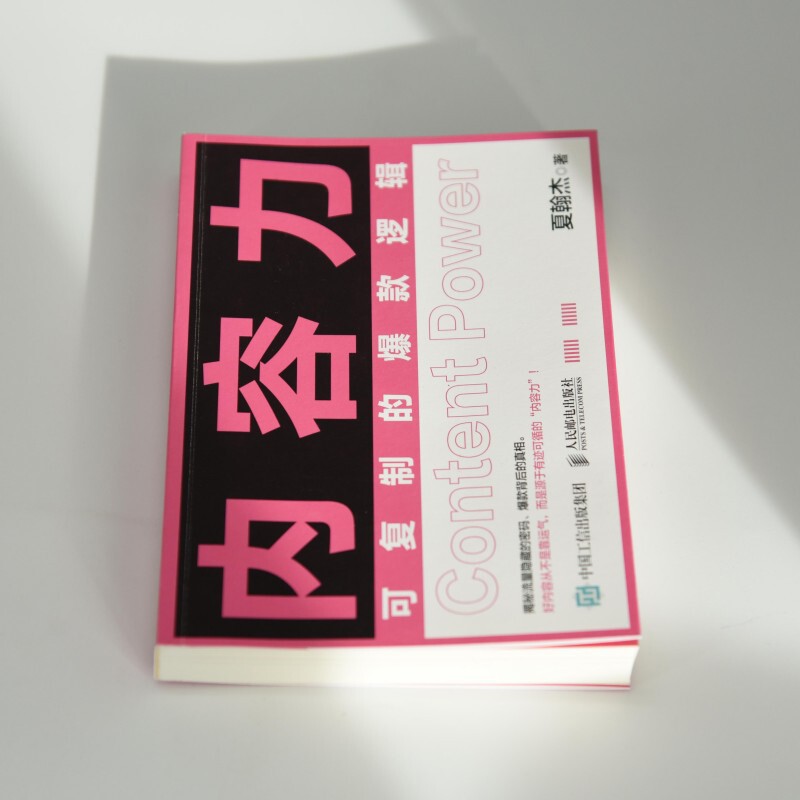 内容力
可复制的爆款逻辑
Content Power
夏翰杰◎著
揭秘流量隐藏的密码、爆款背后的真相。
好内容从不是靠运气,而是源于有迹可循的“内容力”!
中国工信出版集团
人民邮电出版社
POSTS & TELECOM PRESS